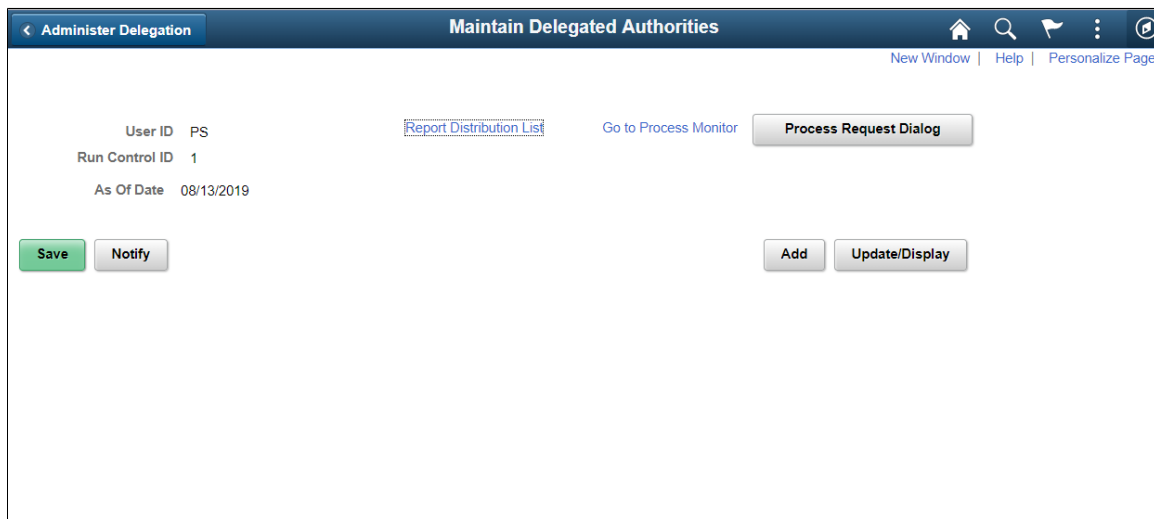 Administer Delegation Maintain Delegated Authorities
New Window | Help | Personalize Page
User ID PS Report Distribution List Go to Process Monitor Process Request Dialog
Run Control ID 1
As Of Date 08/13/2019
Save Notify Add Update/Display